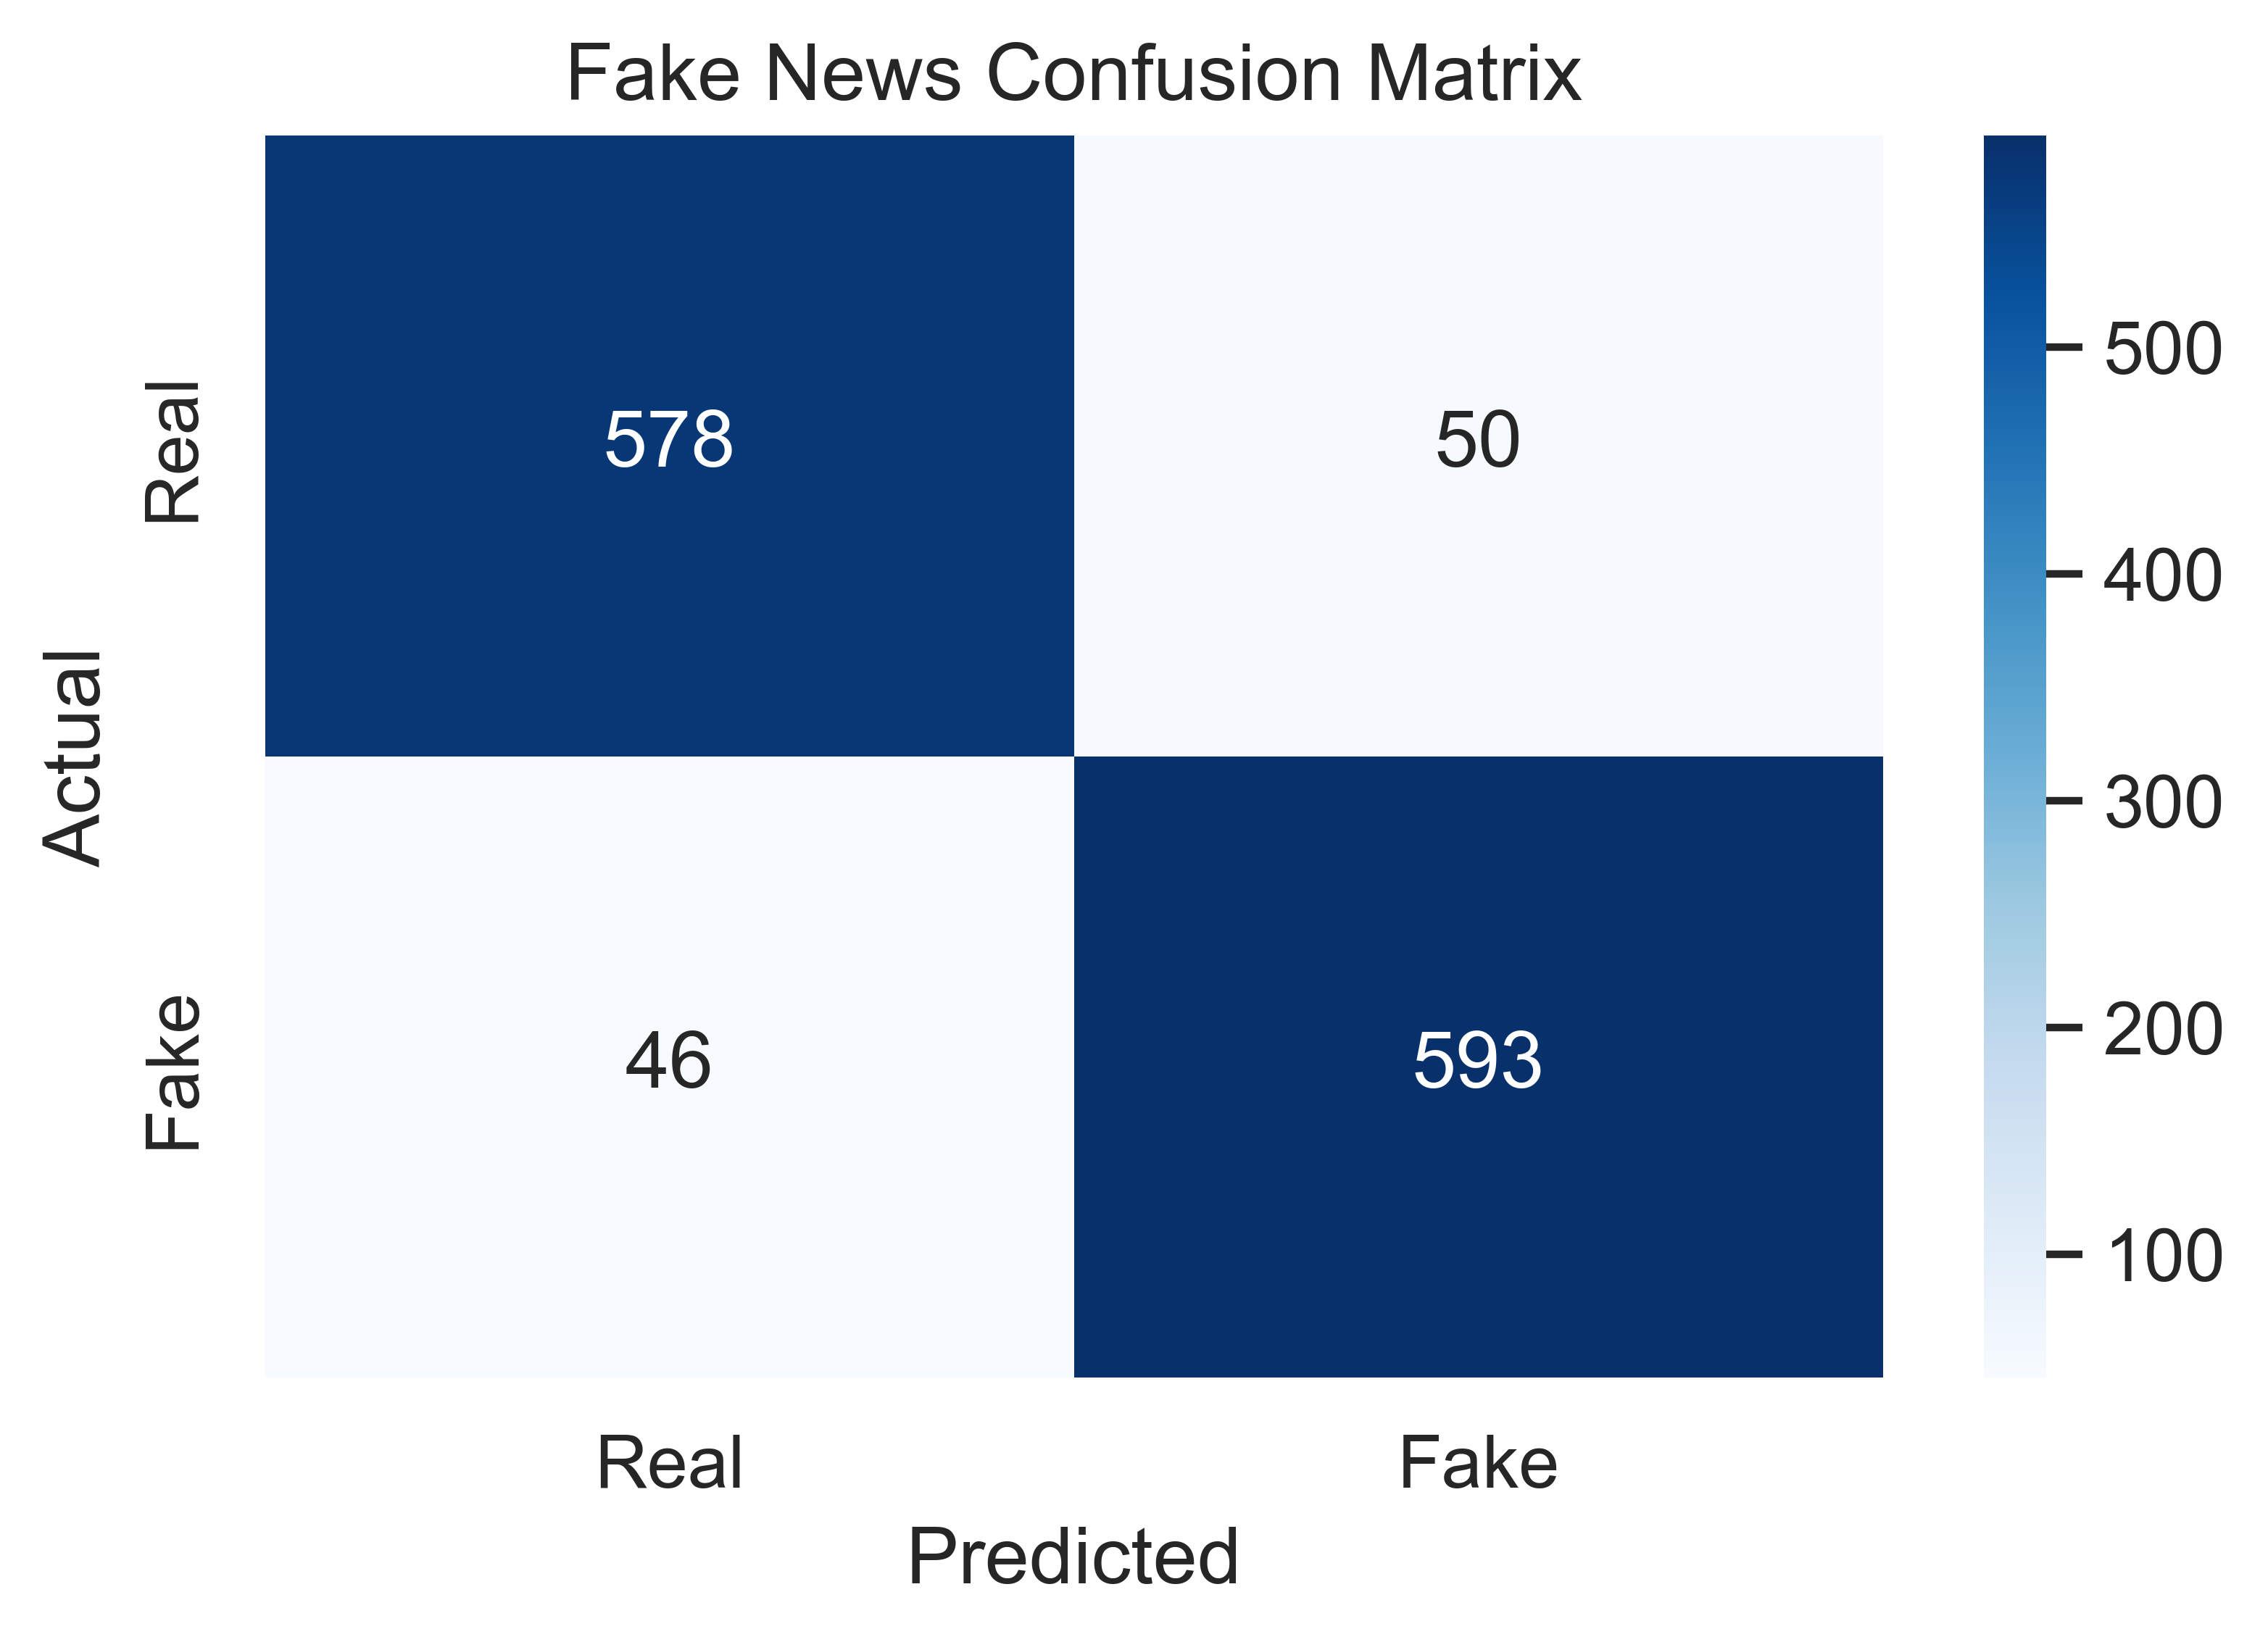 Fake News Confusion Matrix
Actual
Real
578
50
Fake
46
593
Real
Fake
Predicted
500
400
300
200
100